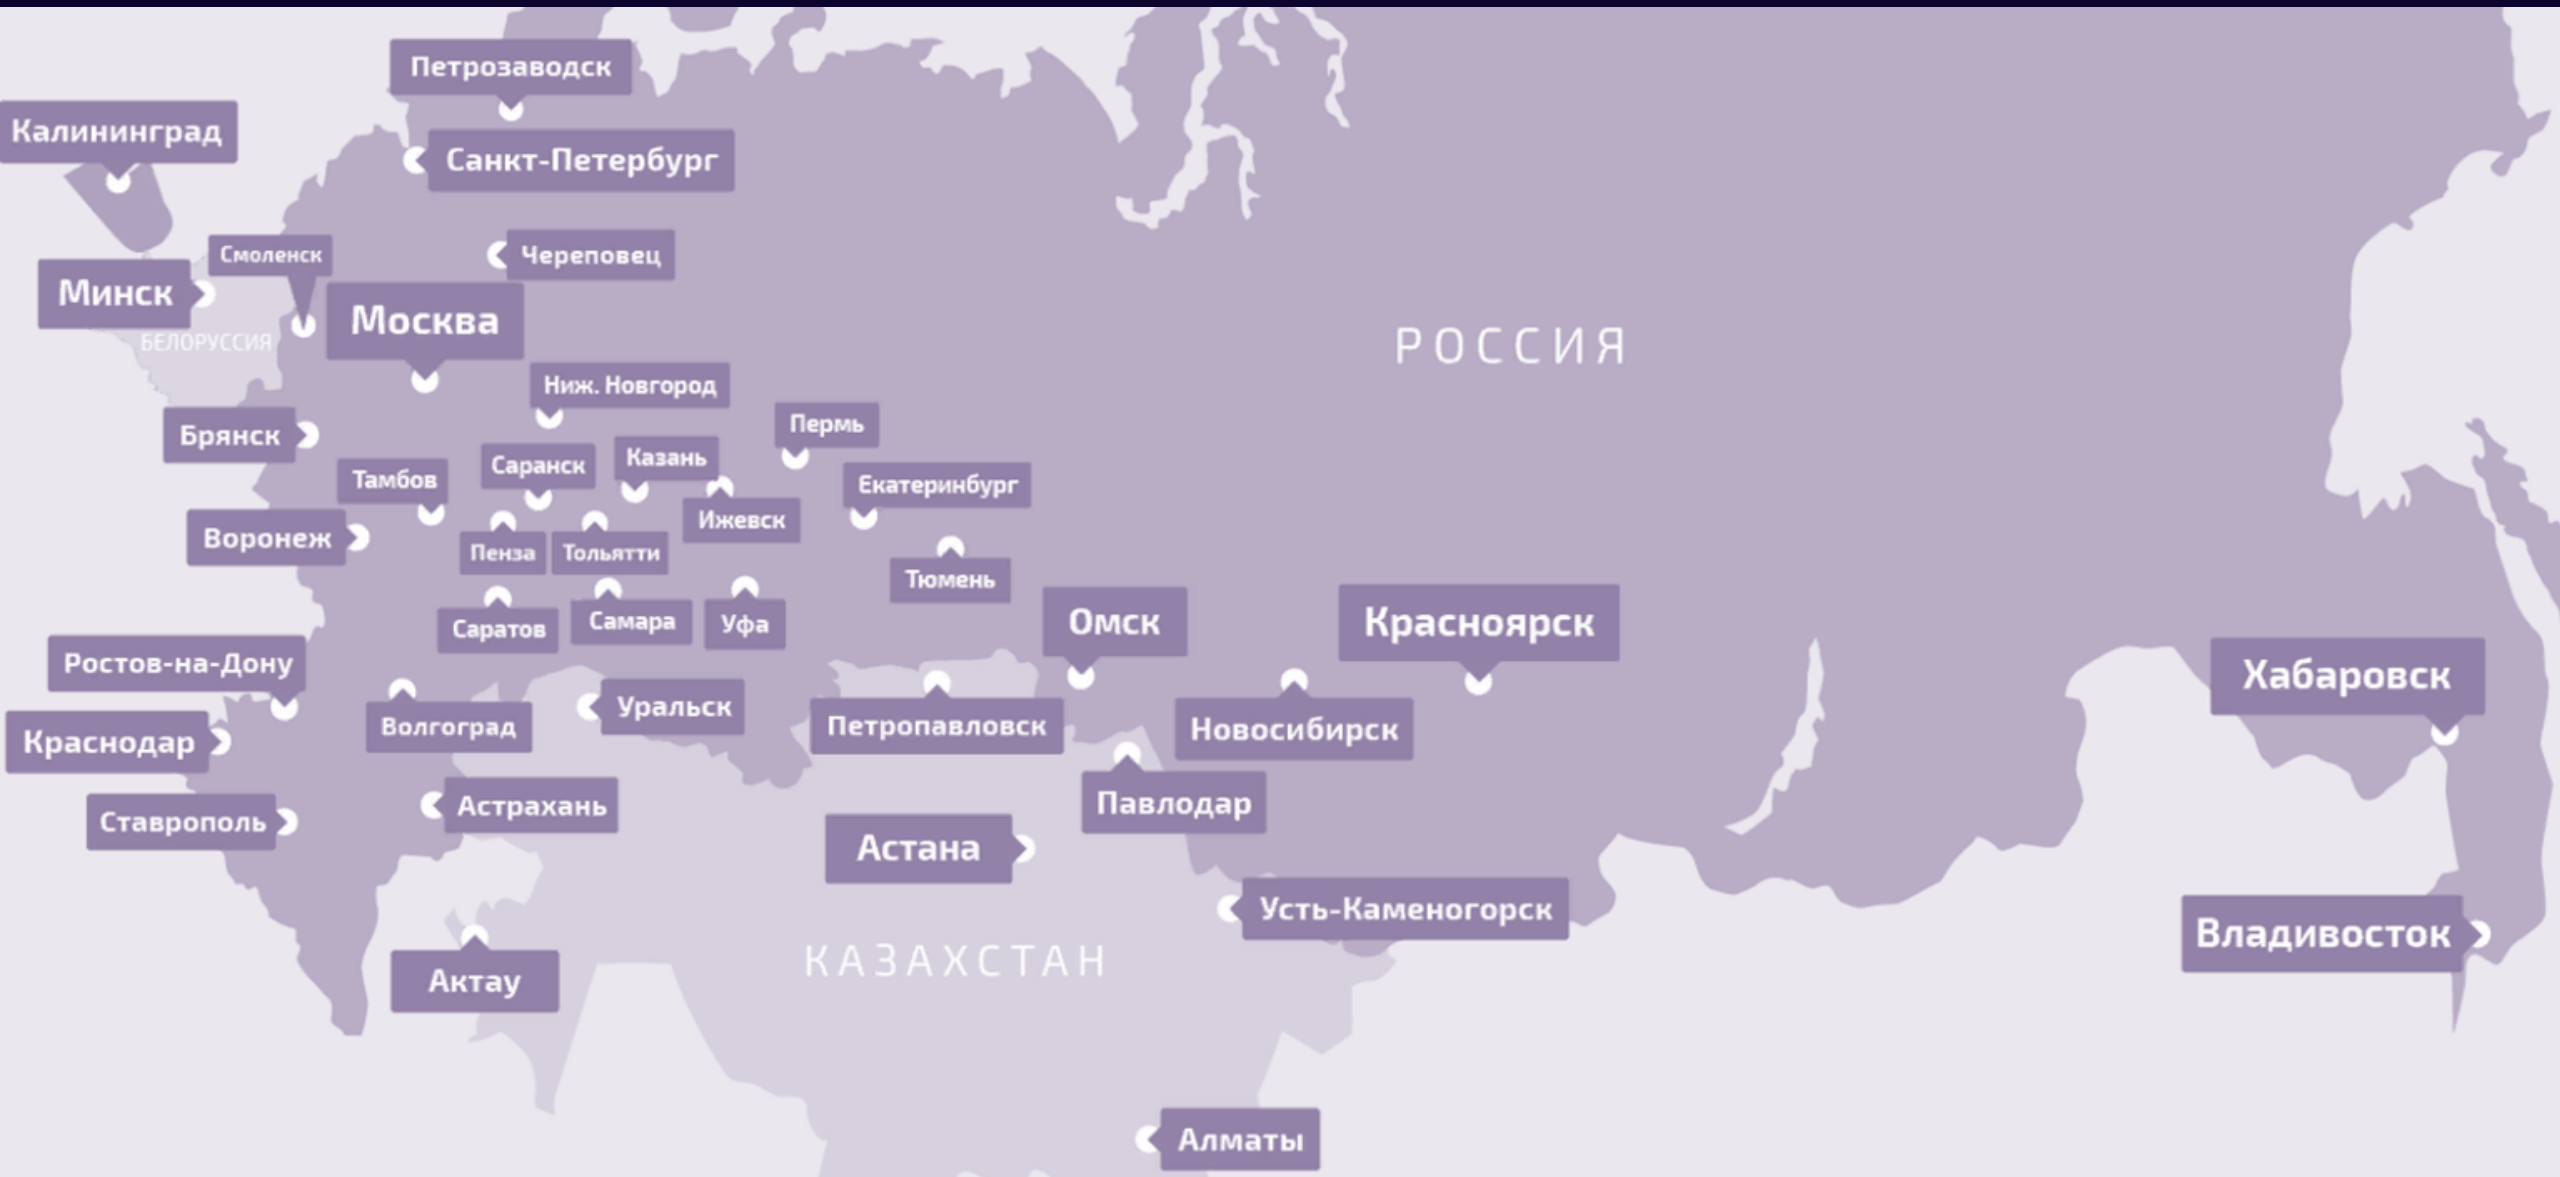 Петрозаводск
Калининград
Санкт-Петербург
Смоленск
Череповец
Минск
Москва
БЕЛОРУССИЯ
РОССИЯ
Ниж. Новгород
Пермь
Брянск
Саранск
Казань
Тамбов
Екатеринбург
Ижевск
Воронеж
Пенза
Тольятти
Тюмень
Саратов
Самара
Уфа
Омск
Красноярск
Ростов-на-Дону
Хабаровск
Уральск
Волгоград
Петропавловск
Новосибирск
Краснодар
Астрахань
Павлодар
Ставрополь
Астана
Усть-Каменогорск
Владивосток
КАЗАХСТАН
Актау
Алматы